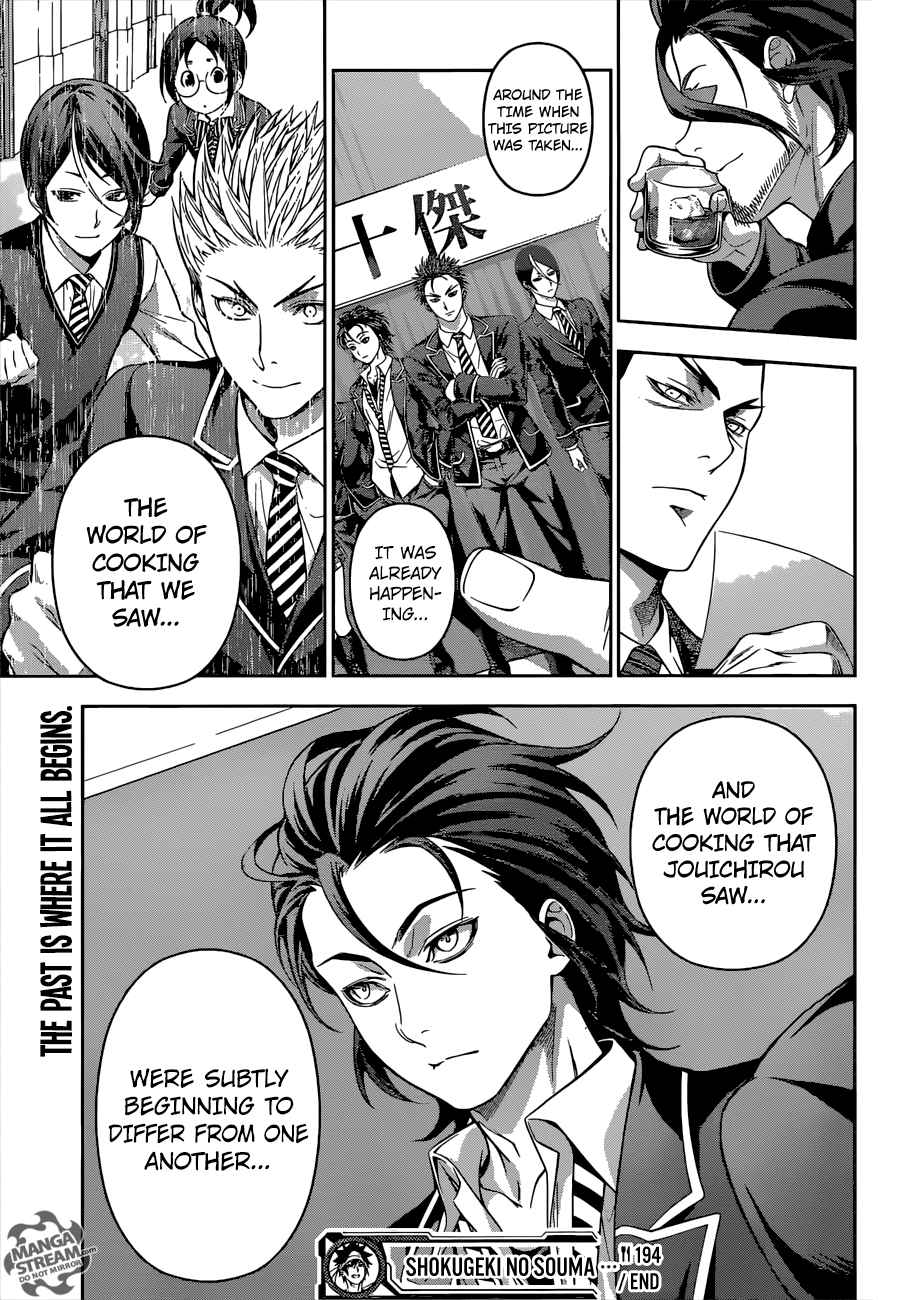 AROUND
THE
TIME WHEN
THIS PICTURE
WAS TAKEN...
十傑
IT WAS
ALREADY
HAPPEN-
ING...
THE
WORLD OF
COOKING
THAT WE
SAW...
AND
THE WORLD OF
COOKING THAT
JOUICHIROU
SAW...
WERE SUBTLY
BEGINNING TO
DIFFER FROM ONE
ANOTHER...
THE PAST IS WHERE IT ALL BEGINS.
MANGA
STREAM.com
DO NOT MIRROR!
SHOKUGEKI NO SOUMA ... 194
/ END